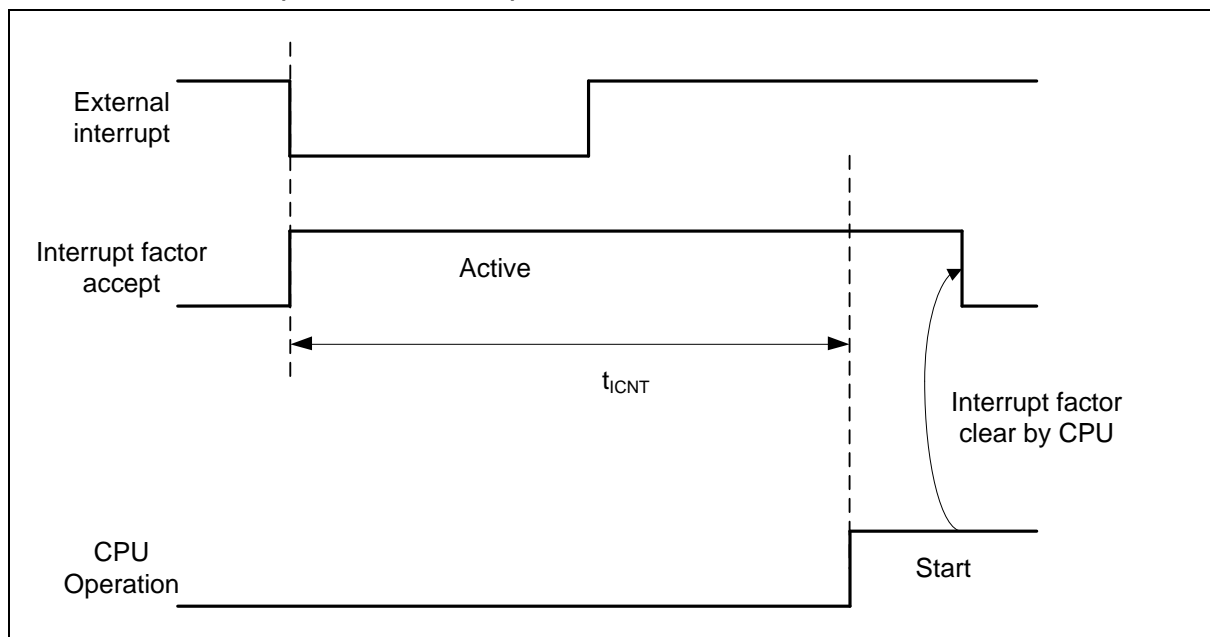 External
interrupt
Interrupt factor
accept
Active
tICNT
Interrupt factor
clear by CPU
CPU
Operation
Start